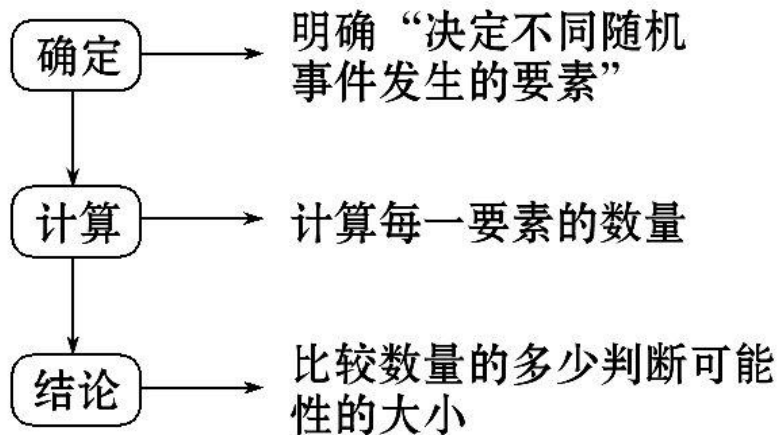 确定
明确“决定不同随机
事件发生的要素”
计算
计算每一要素的数量
结论
比较数量的多少判断可能
性的大小